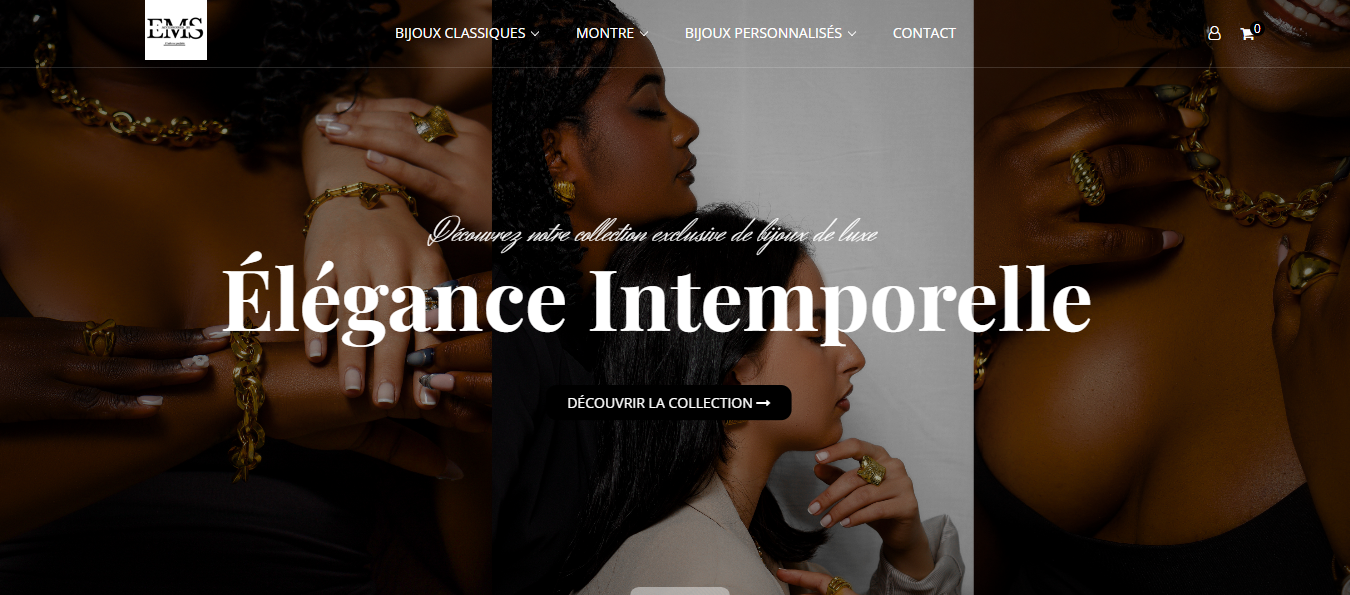 EMS
BIJOUX CLASSIQUES
MONTRE
BIJOUX PERSONNALISÉS
CONTACT
0
Découvrez notre collection exclusive de bijoux de luxe
Élégance Intemporelle
DÉCOUVRIR LA COLLECTION